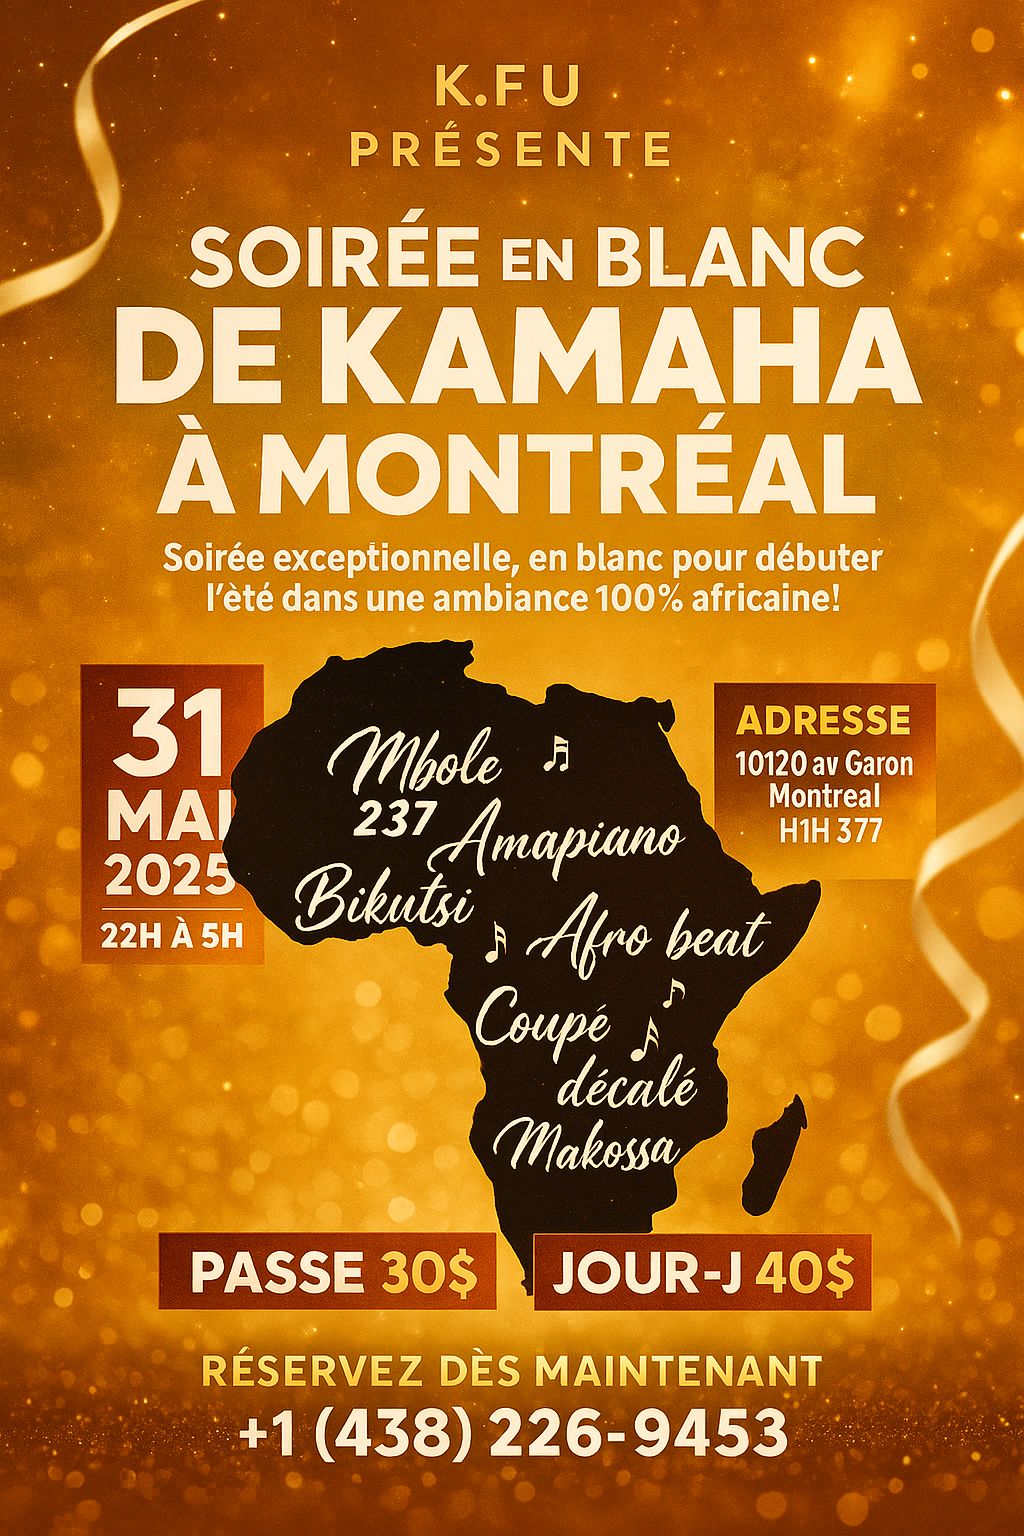 K.F U
PRÉSENTE
SOIRÉE EN BLANC
DE KAMAHA
À MONTRÉAL
Soirée exceptionnelle, en blanc pour débuter
l'èté dans une ambiance 100% africaine!
31
MAI
2025
22H À 5H
ADRESSE
10120 av Garon
Montreal
H1H 377
Mbole
237
Amapiano
Bikutsi
Afro beat
Coupé
décalé
Makossa
PASSE 30$
JOUR-J 40$
RÉSERVEZ DÈS MAINTENANT
+1 (438) 226-9453